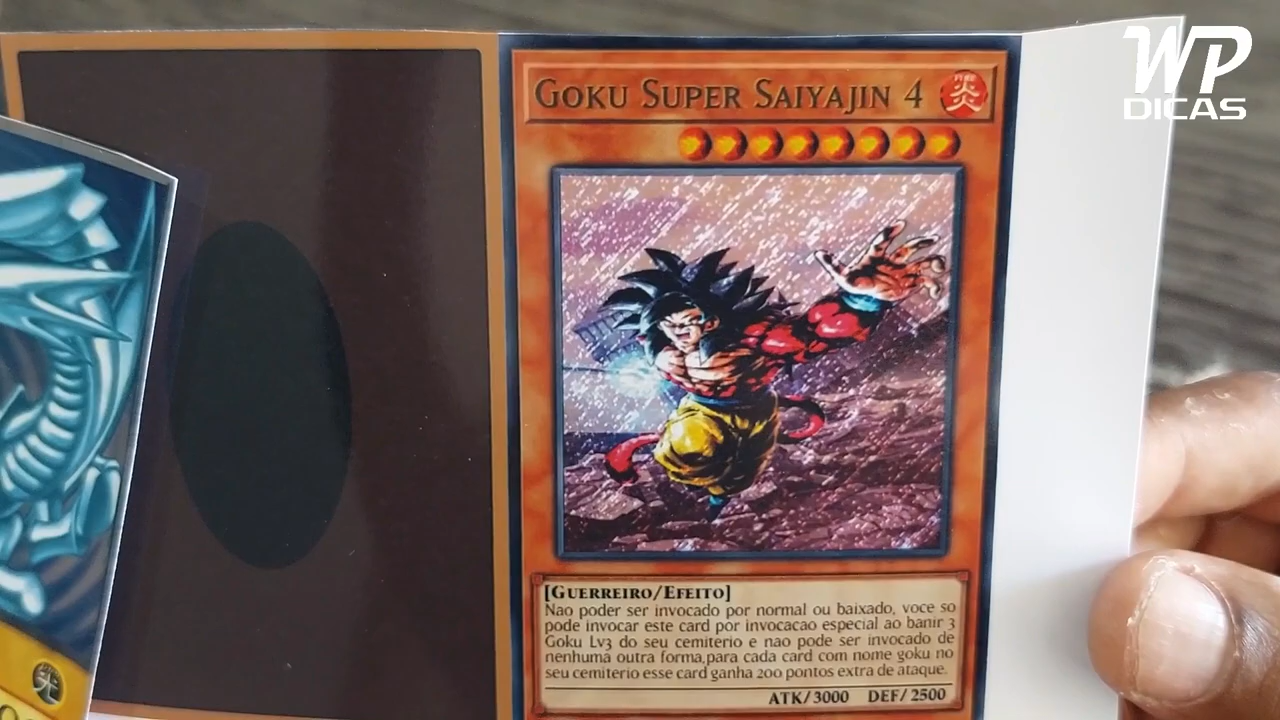 WP
DICAS
GOKU SUPER SAIYAJIN 4
FIRE
炎
[GUERREIRO/EFEITO]
Nao poder ser invocado por normal ou baixado, voce so
pode invocar este card por invocacao especial ao banir 3
Goku Lv3 do seu cemiterio e nao pode ser invocado de
nenhuma outra forma,para cada card com nome goku no
seu cemiterio esse card ganha 200 pontos extra de ataque.
ATK/3000 DEF/2500
光